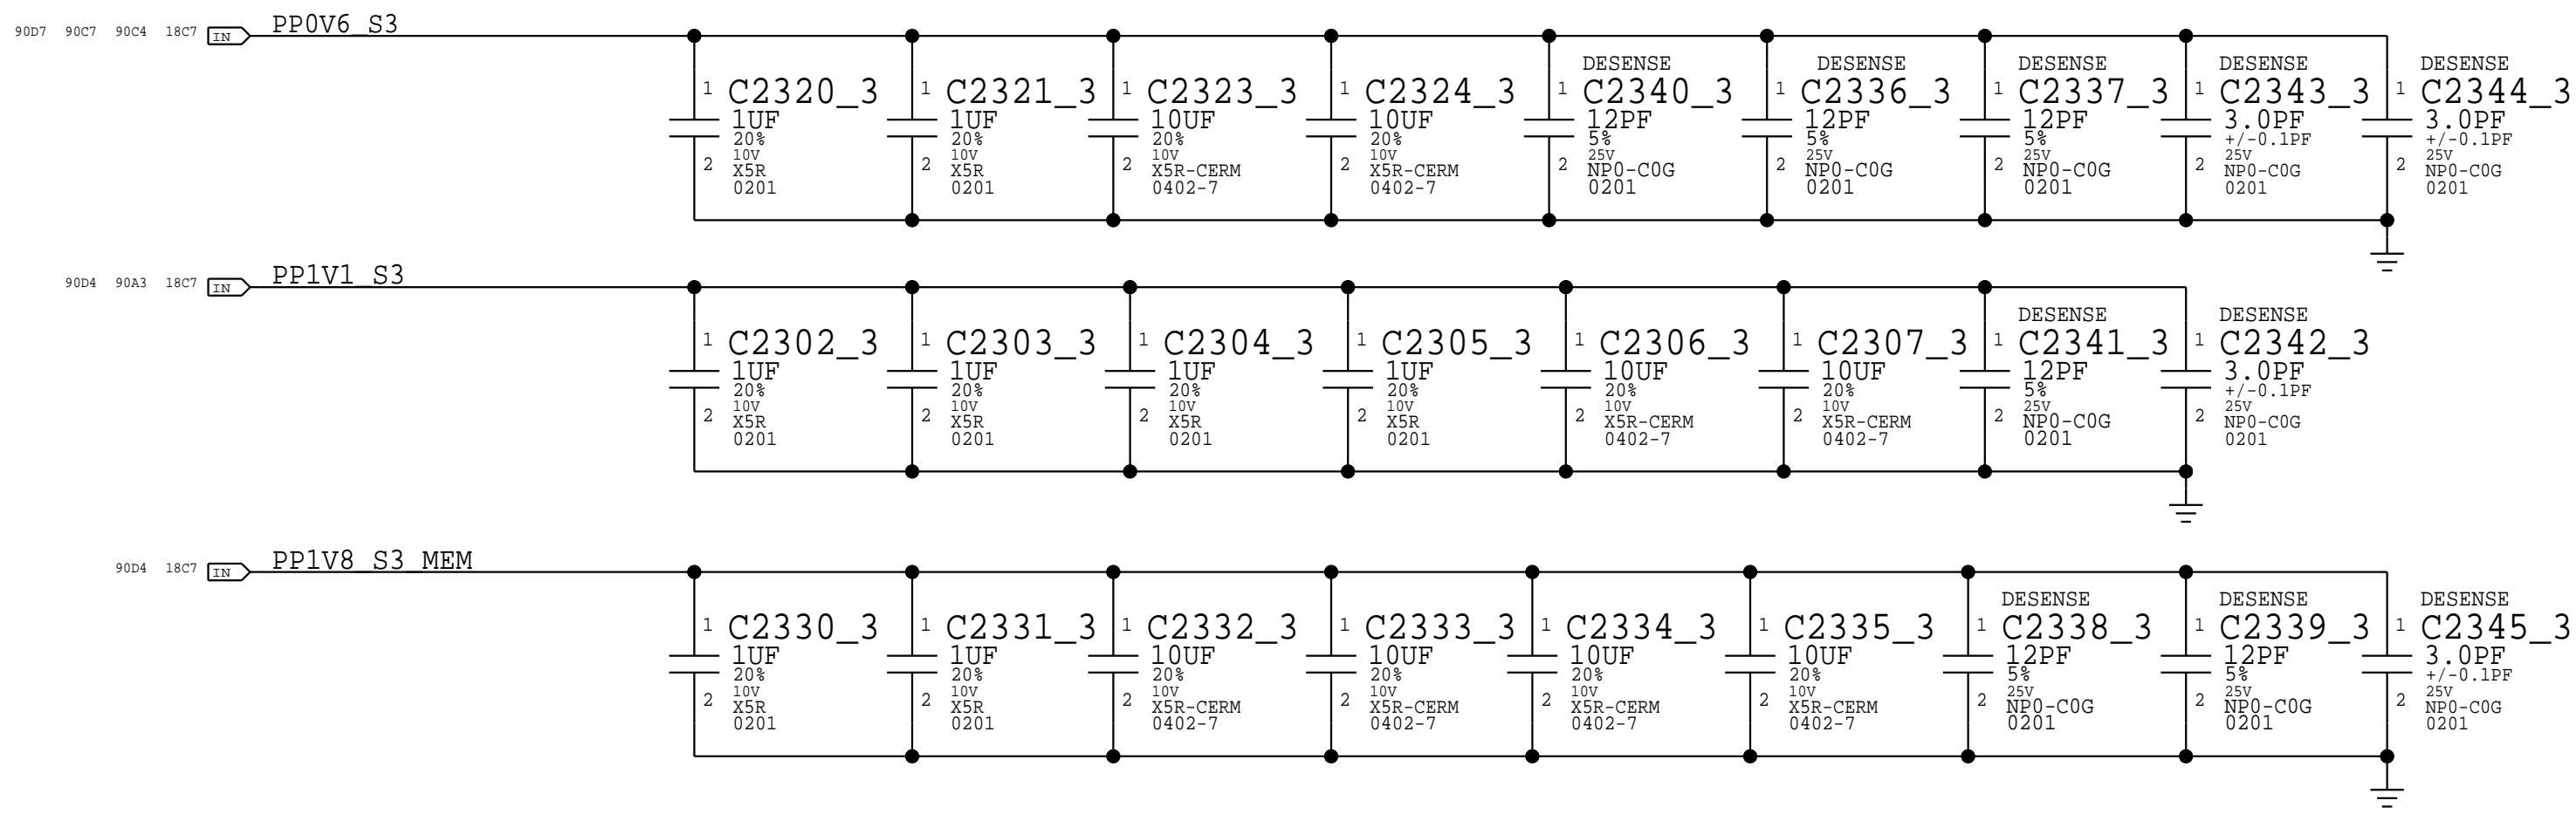 90D7 90C7 90C4 18C7 IN PP0V6_S3
DESENSE DESENSE DESENSE DESENSE DESENSE
1 C2320_3 1 C2321_3 1 C2323_3 1 C2324_3 1 C2340_3 1 C2336_3 1 C2337_3 1 C2343_3 1 C2344_3
1UF 1UF 10UF 10UF 12PF 12PF 12PF 3.0PF 3.0PF
20% 20% 20% 20% 5% 5% 5% +/-0.1PF +/-0.1PF
10V 10V 10V 10V 25V 25V 25V 25V 25V
2 X5R 2 X5R 2 X5R-CERM 2 X5R-CERM 2 NP0-C0G 2 NP0-C0G 2 NP0-C0G 2 NP0-C0G 2 NP0-C0G
0201 0201 0402-7 0402-7 0201 0201 0201 0201 0201
90D4 90A3 18C7 IN PP1V1_S3
DESENSE DESENSE
1 C2302_3 1 C2303_3 1 C2304_3 1 C2305_3 1 C2306_3 1 C2307_3 1 C2341_3 1 C2342_3
1UF 1UF 1UF 1UF 10UF 10UF 12PF 3.0PF
20% 20% 20% 20% 20% 20% 5% +/-0.1PF
10V 10V 10V 10V 10V 10V 25V 25V
2 X5R 2 X5R 2 X5R 2 X5R 2 X5R-CERM 2 X5R-CERM 2 NP0-C0G 2 NP0-C0G
0201 0201 0201 0201 0402-7 0402-7 0201 0201
90D4 18C7 IN PP1V8_S3_MEM
DESENSE DESENSE DESENSE
1 C2330_3 1 C2331_3 1 C2332_3 1 C2333_3 1 C2334_3 1 C2335_3 1 C2338_3 1 C2339_3 1 C2345_3
1UF 1UF 10UF 10UF 10UF 10UF 12PF 12PF 3.0PF
20% 20% 20% 20% 20% 20% 5% 5% +/-0.1PF
10V 10V 10V 10V 10V 10V 25V 25V 25V
2 X5R 2 X5R 2 X5R-CERM 2 X5R-CERM 2 X5R-CERM 2 X5R-CERM 2 NP0-C0G 2 NP0-C0G 2 NP0-C0G
0201 0201 0402-7 0402-7 0402-7 0402-7 0201 0201 0201